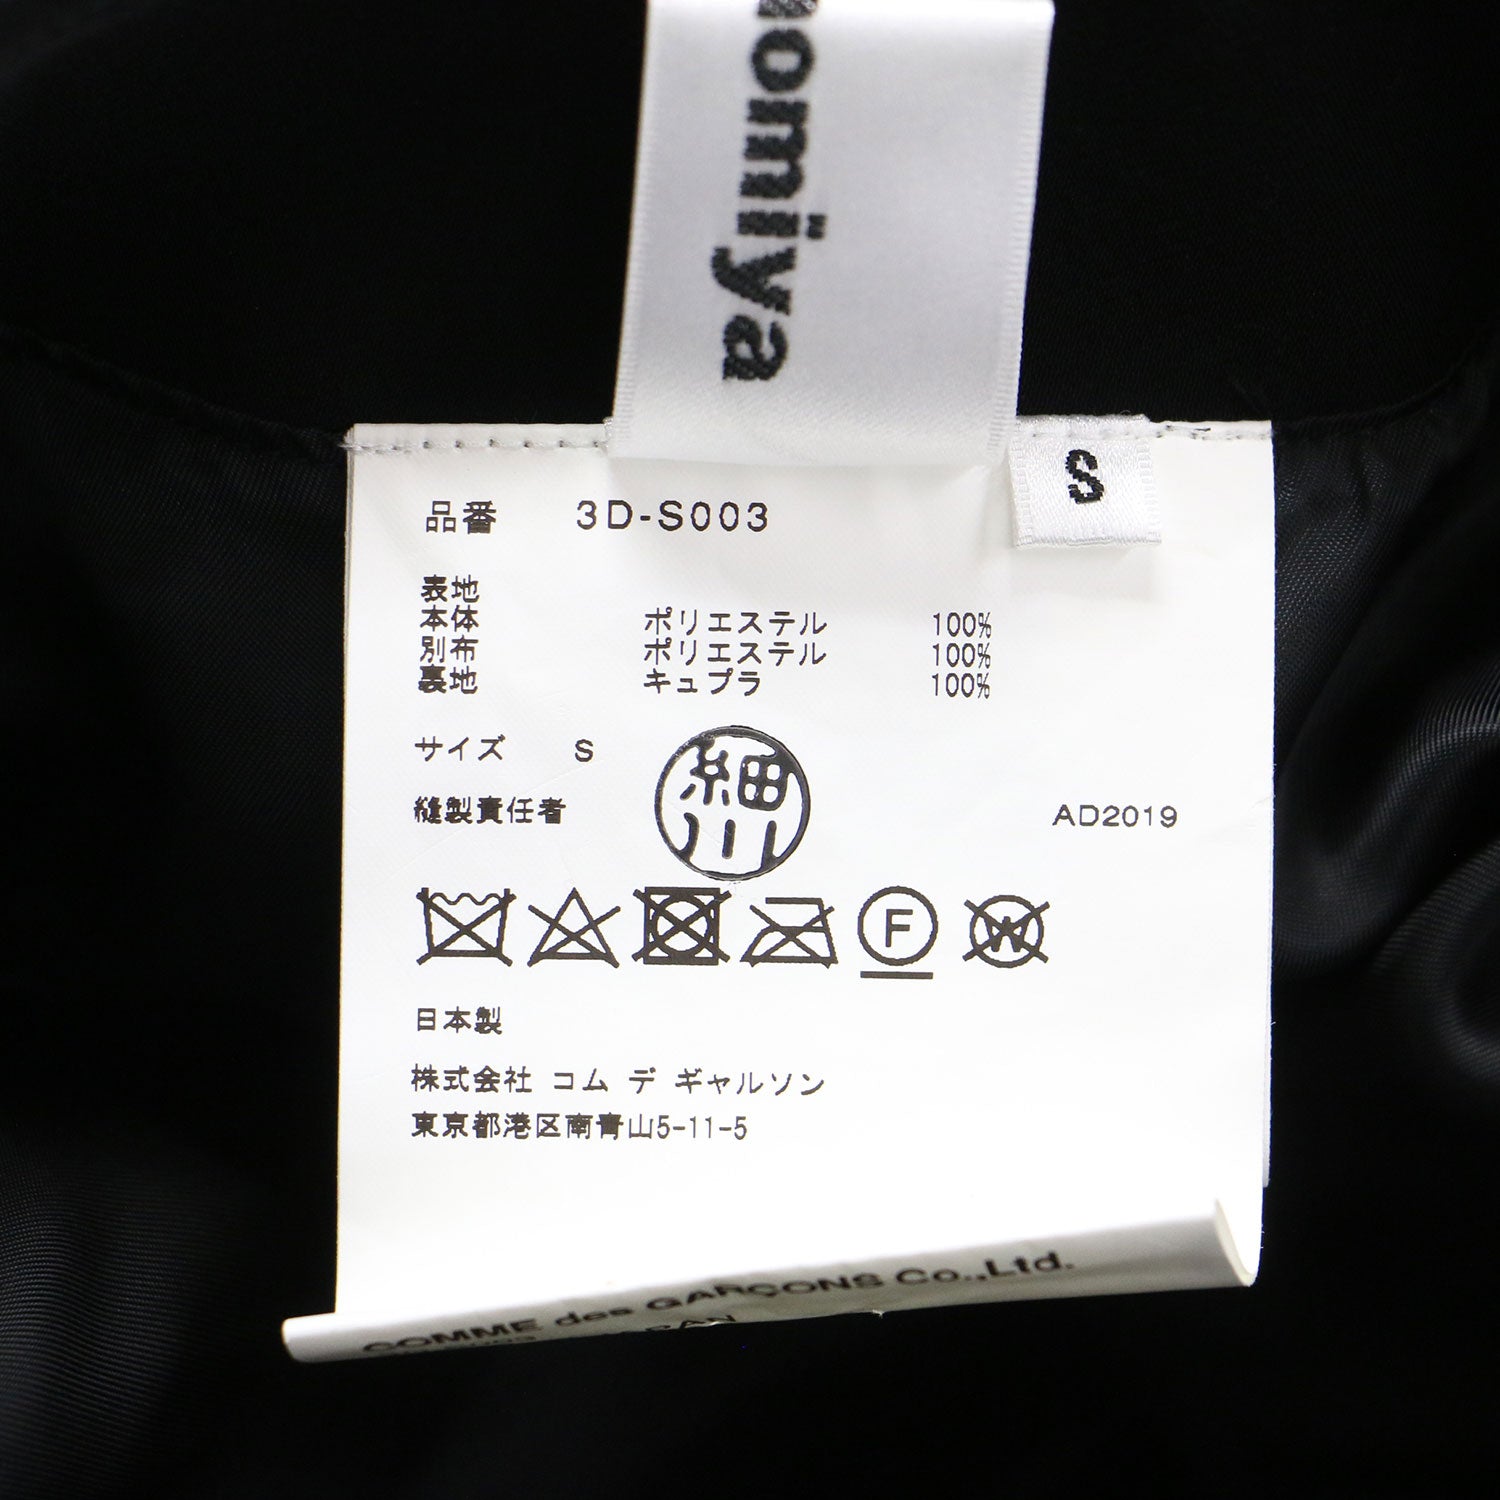 nomiya
S
品番 3D-S003
表地
本体 ポリエステル 100%
別布 ポリエステル 100%
裏地 キュプラ 100%
サイズ S
細川
縫製責任者 AD2019
F
W
日本製
株式会社 コム デ ギャルソン
東京都港区南青山5-11-5
COMME des GARÇONS Co.,Ltd.